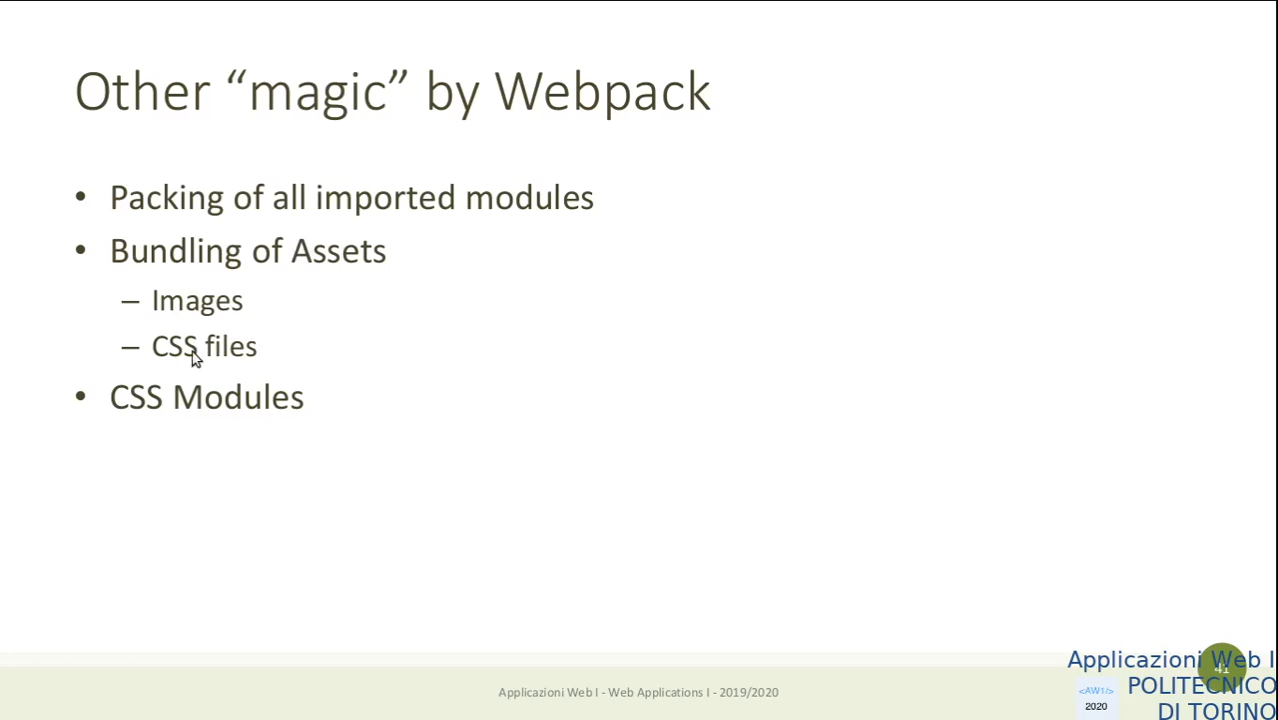 Other “magic” by Webpack
• Packing of all imported modules
• Bundling of Assets
– Images
– CSS files
• CSS Modules
Applicazioni Web I - Web Applications I - 2019/2020
41
Applicazioni Web I
POLITECNICO
DI TORINO
<AW1/>
2020